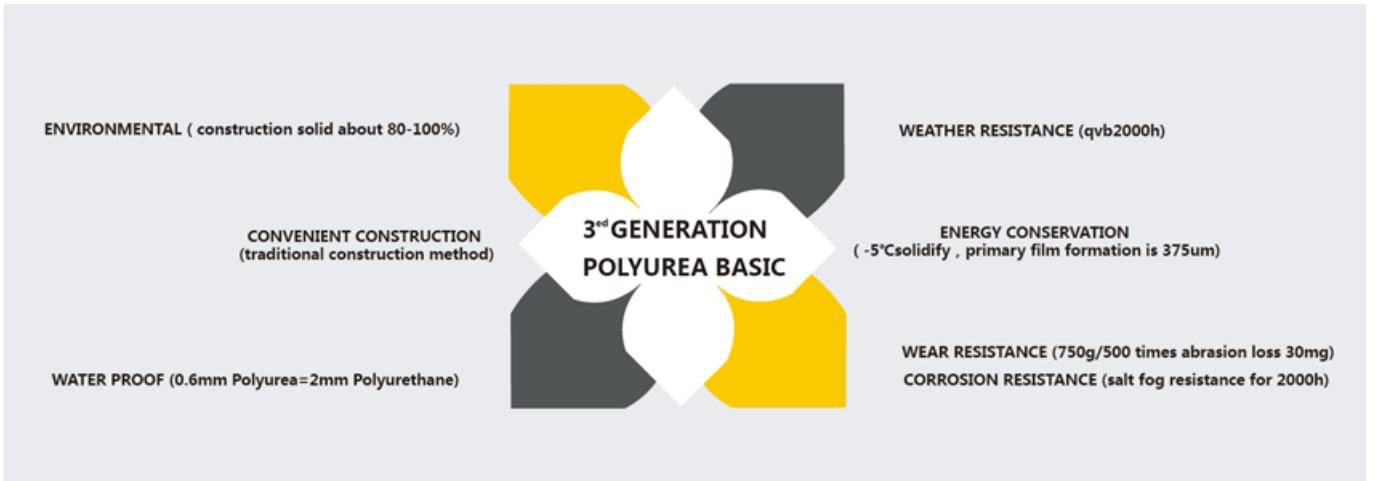 ENVIRONMENTAL ( construction solid about 80-100%)
CONVENIENT CONSTRUCTION
(traditional construction method)
WATER PROOF (0.6mm Polyurea=2mm Polyurethane)
3ed GENERATION
POLYUREA BASIC
WEATHER RESISTANCE (qvb2000h)
ENERGY CONSERVATION
( -5℃solidify , primary film formation is 375um)
WEAR RESISTANCE (750g/500 times abrasion loss 30mg)
CORROSION RESISTANCE (salt fog resistance for 2000h)